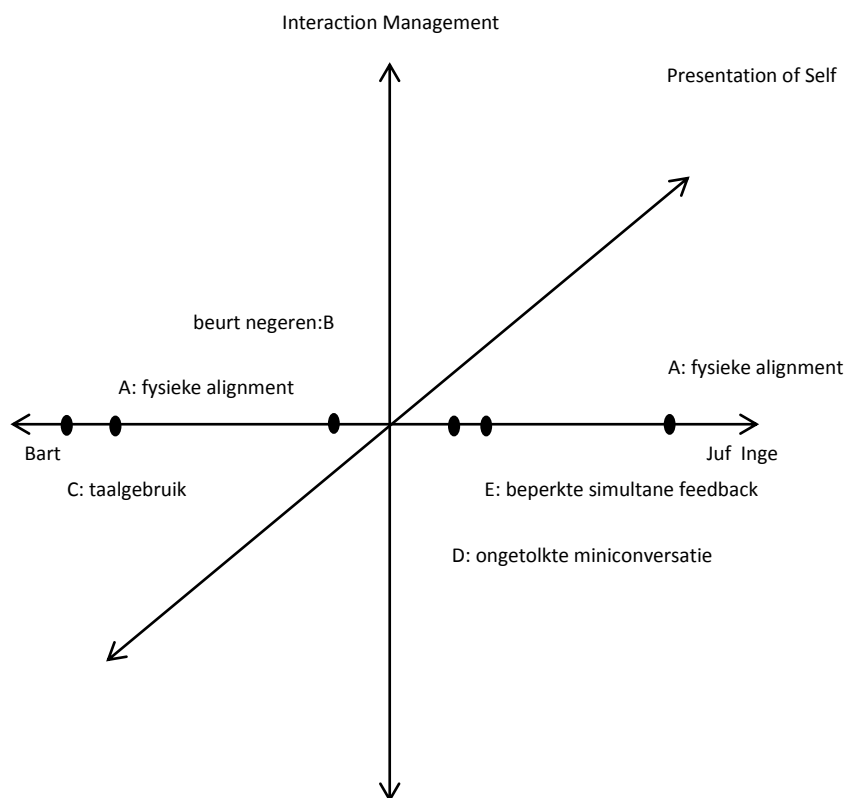 Interaction Management
Presentation of Self
beurt negeren:B
A: fysieke alignment
A: fysieke alignment
Bart
Juf Inge
C: taalgebruik
E: beperkte simultane feedback
D: ongetolkte miniconversatie